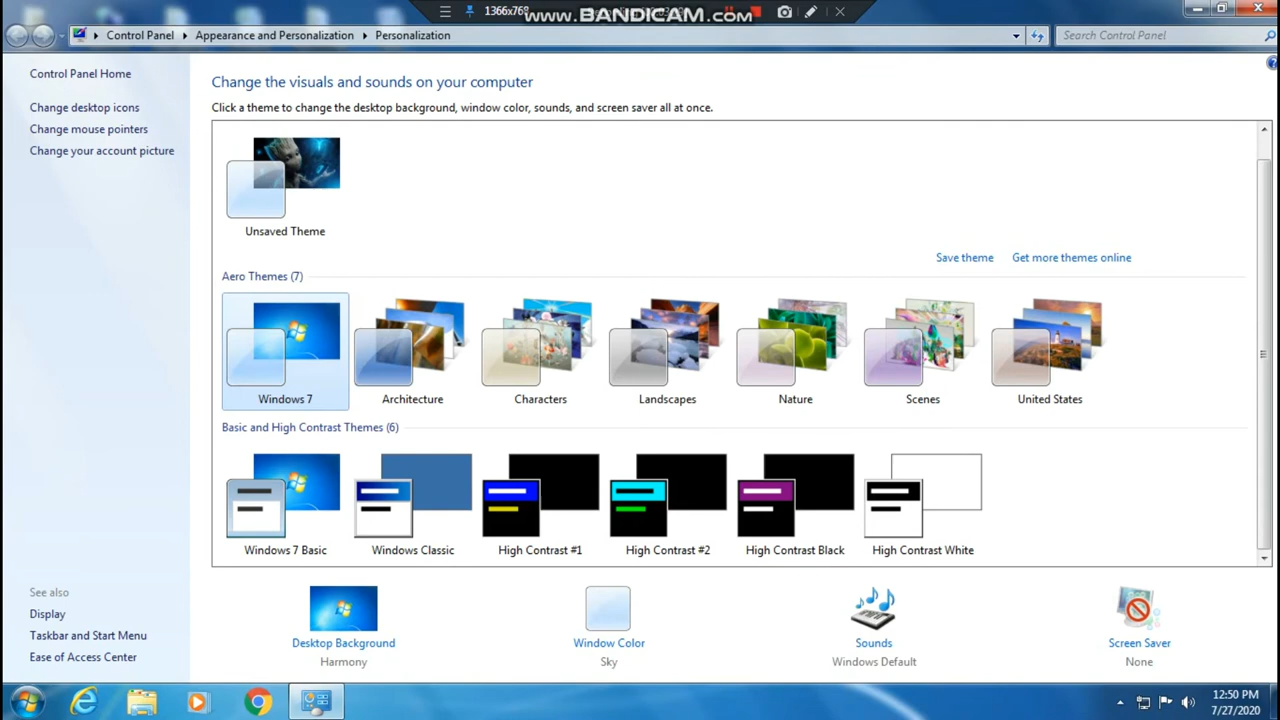 1366x768
www.BANDICAM.com
Control Panel
Appearance and Personalization
Personalization
Search Control Panel
Control Panel Home
Change desktop icons
Change mouse pointers
Change your account picture
Change the visuals and sounds on your computer
Click a theme to change the desktop background, window color, sounds, and screen saver all at once.
Unsaved Theme
Save theme
Get more themes online
Aero Themes (7)
Windows 7
Architecture
Characters
Landscapes
Nature
Scenes
United States
Basic and High Contrast Themes (6)
Windows 7 Basic
Windows Classic
High Contrast #1
High Contrast #2
High Contrast Black
High Contrast White
See also
Display
Taskbar and Start Menu
Ease of Access Center
Desktop Background
Harmony
Window Color
Sky
Sounds
Windows Default
Screen Saver
None
12:50 PM
7/27/2020